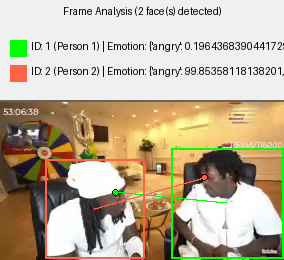 Frame Analysis (2 face(s) detected)
ID: 1 (Person 1) | Emotion: {'angry': 0.1964368390441729
ID: 2 (Person 2) | Emotion: {'angry': 99.85358118138201,
53:06:38